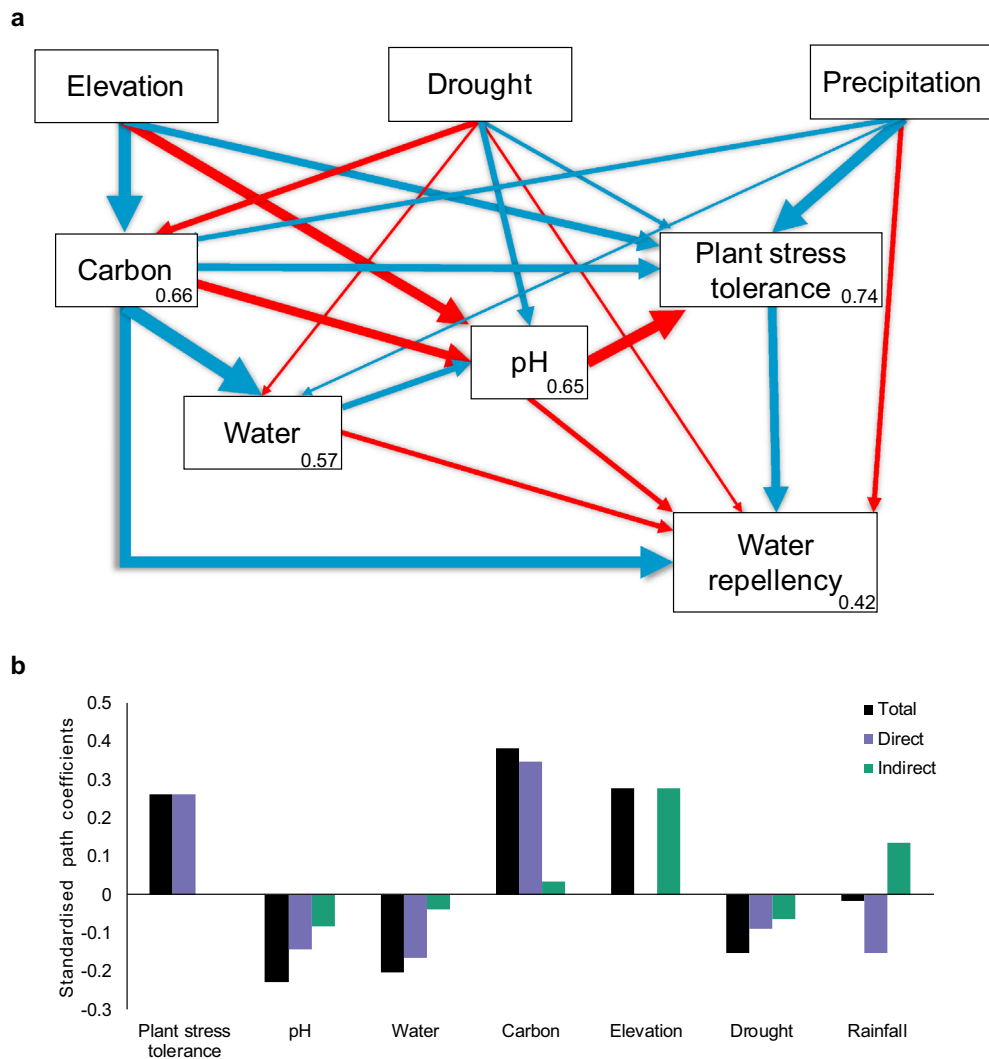 a
Elevation
Drought
Precipitation
Carbon
0.66
Plant stress
tolerance
0.74
pH
0.65
Water
0.57
Water
repellency
0.42
b
Standardised path coefficients
0.5
0.4
0.3
0.2
0.1
0
-0.1
-0.2
-0.3
Total
Direct
Indirect
Plant stress
tolerance
pH
Water
Carbon
Elevation
Drought
Rainfall